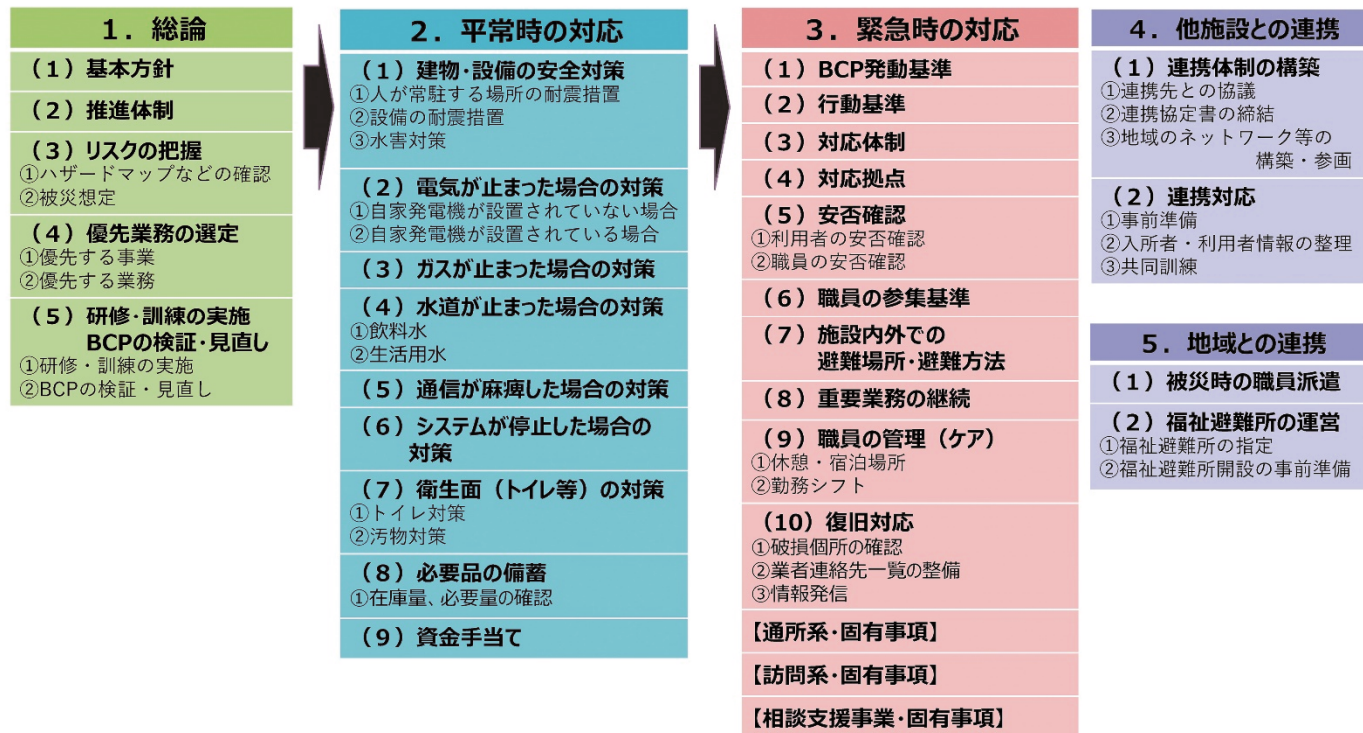 1．総論
（1）基本方針
（2）推進体制
（3）リスクの把握
①ハザードマップなどの確認
②被災想定
（4）優先業務の選定
①優先する事業
②優先する業務
（5）研修・訓練の実施
BCPの検証・見直し
①研修・訓練の実施
②BCPの検証・見直し
2．平常時の対応
（1）建物・設備の安全対策
①人が常駐する場所の耐震措置
②設備の耐震措置
③水害対策
（2）電気が止まった場合の対策
①自家発電機が設置されていない場合
②自家発電機が設置されている場合
（3）ガスが止まった場合の対策
（4）水道が止まった場合の対策
①飲料水
②生活用水
（5）通信が麻痺した場合の対策
（6）システムが停止した場合の
対策
（7）衛生面（トイレ等）の対策
①トイレ対策
②汚物対策
（8）必要品の備蓄
①在庫量、必要量の確認
（9）資金手当て
3．緊急時の対応
（1）BCP発動基準
（2）行動基準
（3）対応体制
（4）対応拠点
（5）安否確認
①利用者の安否確認
②職員の安否確認
（6）職員の参集基準
（7）施設内外での
避難場所・避難方法
（8）重要業務の継続
（9）職員の管理（ケア）
①休憩・宿泊場所
②勤務シフト
（10）復旧対応
①破損個所の確認
②業者連絡先一覧の整備
③情報発信
【通所系・固有事項】
【訪問系・固有事項】
【相談支援事業・固有事項】
4．他施設との連携
（1）連携体制の構築
①連携先との協議
②連携協定書の締結
③地域のネットワーク等の
構築・参画
（2）連携対応
①事前準備
②入所者・利用者情報の整理
③共同訓練
5．地域との連携
（1）被災時の職員派遣
（2）福祉避難所の運営
①福祉避難所の指定
②福祉避難所開設の事前準備